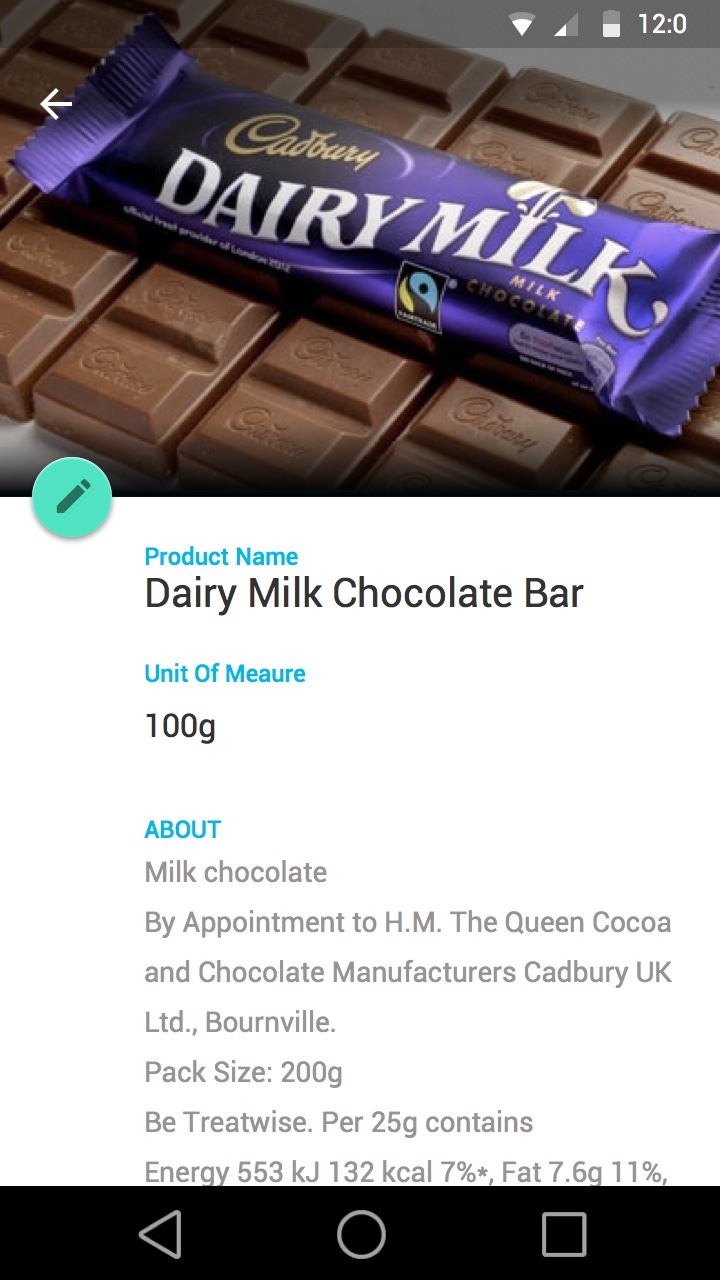 12:0
Cadbury
DAIRY MILK
official treat provider of London 2012
MILK
CHOCOLATE
FAIRTRADE
Product Name
Dairy Milk Chocolate Bar
Unit Of Meaure
100g
ABOUT
Milk chocolate
By Appointment to H.M. The Queen Cocoa
and Chocolate Manufacturers Cadbury UK
Ltd., Bournville.
Pack Size: 200g
Be Treatwise. Per 25g contains
Energy 553 kJ 132 kcal 7%*, Fat 7.6g 11%,